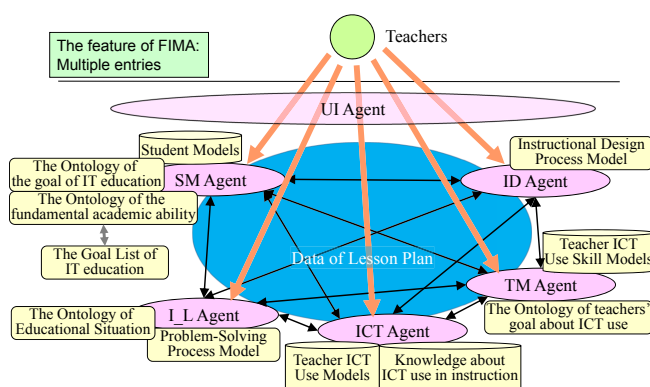 The feature of FIMA:
Multiple entries
Teachers
UI Agent
Student Models
Instructional Design
Process Model
The Ontology of
the goal of IT education
SM Agent
ID Agent
The Ontology of the
fundamental academic ability
The Goal List of
IT education
Data of Lesson Plan
Teacher ICT
Use Skill Models
TM Agent
The Ontology of
Educational Situation
I_L Agent
Problem-Solving
Process Model
ICT Agent
The Ontology of teachers'
goal about ICT use
Teacher ICT
Use Models
Knowledge about
ICT use in instruction